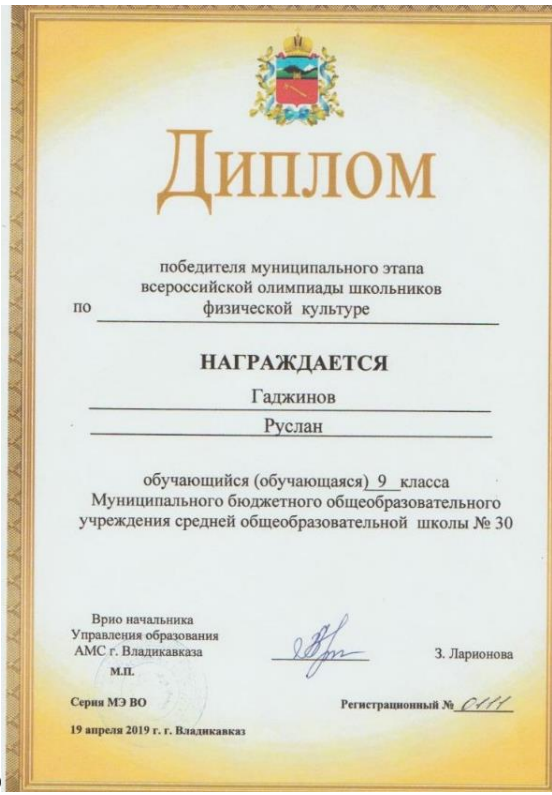 Диплом
победителя муниципального этапа
всероссийской олимпиады школьников
по физической культуре
НАГРАЖДАЕТСЯ
Гаджинов
Руслан
обучающийся (обучающаяся) 9 класса
Муниципального бюджетного общеобразовательного
учреждения средней общеобразовательной школы № 30
Врио начальника
Управления образования
АМС г. Владикавказа
З. Ларионова
М.П.
Серия МЭ ВО
Регистрационный № 0111
19 апреля 2019 г. г. Владикавказ